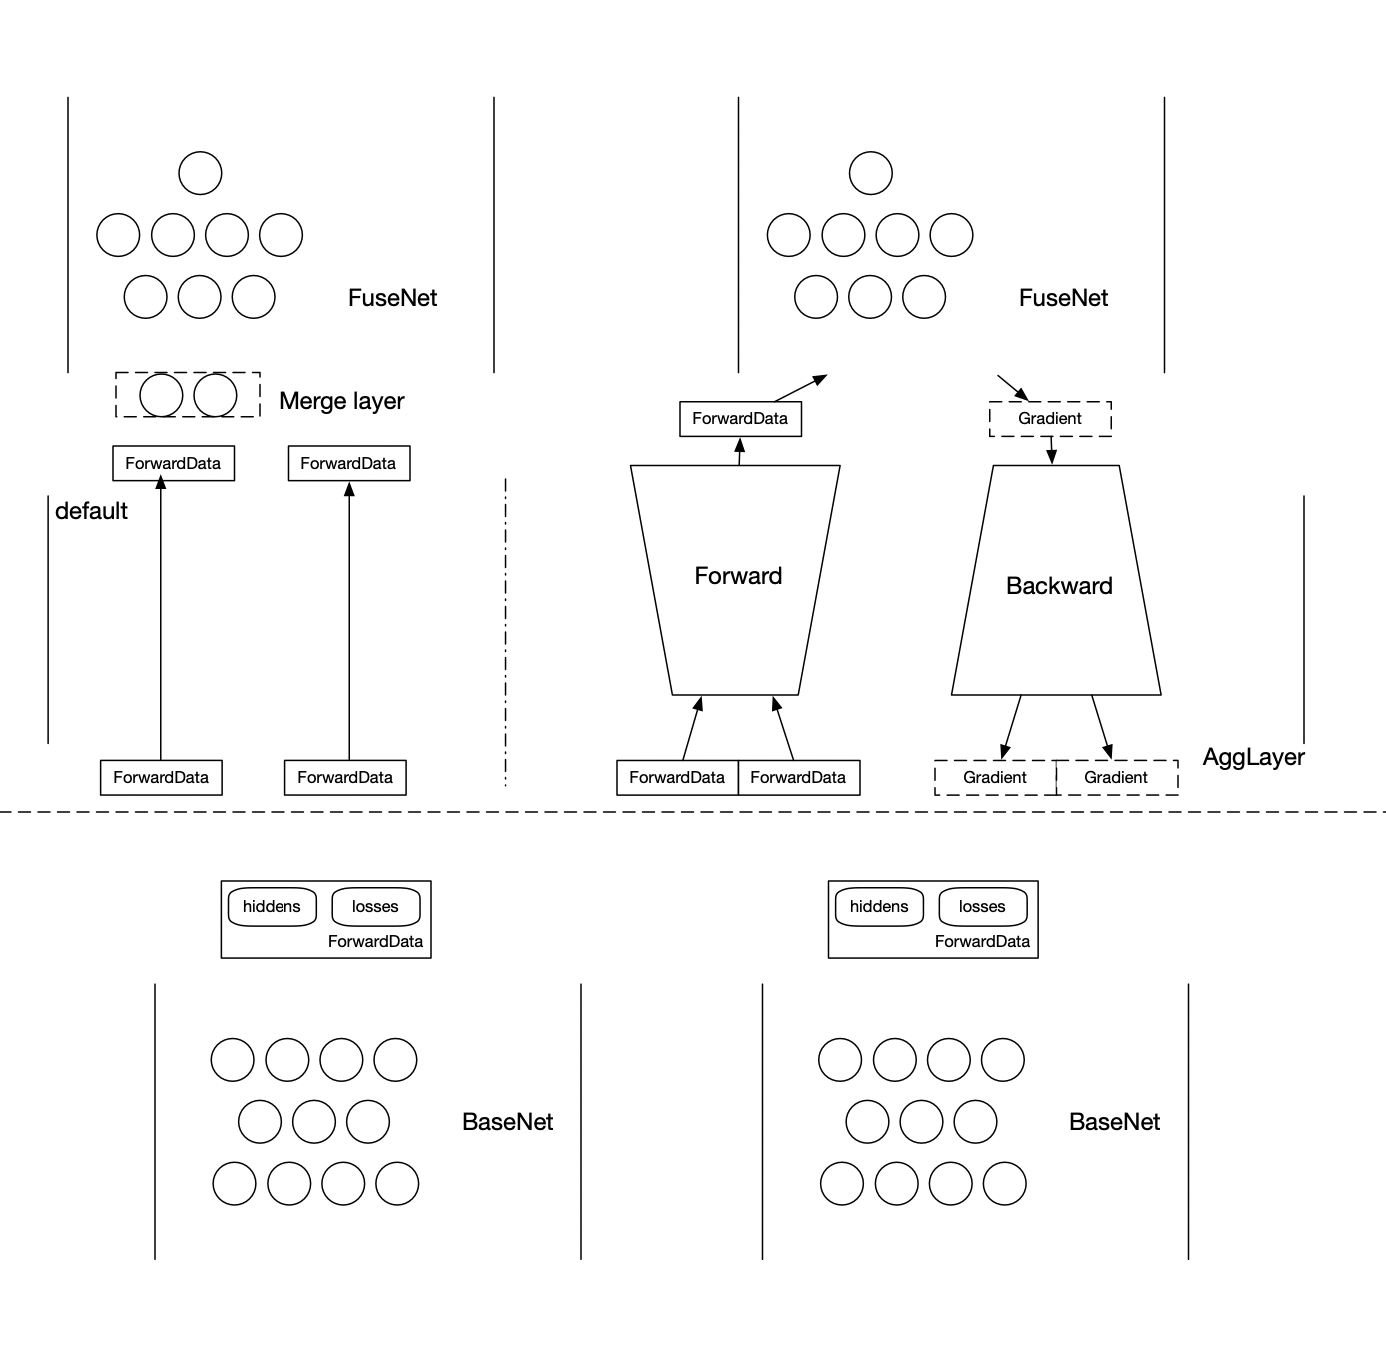 FuseNet
FuseNet
Merge layer
ForwardData
Gradient
ForwardData
ForwardData
default
Forward
Backward
AggLayer
ForwardData
ForwardData
ForwardData
ForwardData
Gradient
Gradient
hiddens
losses
ForwardData
hiddens
losses
ForwardData
BaseNet
BaseNet